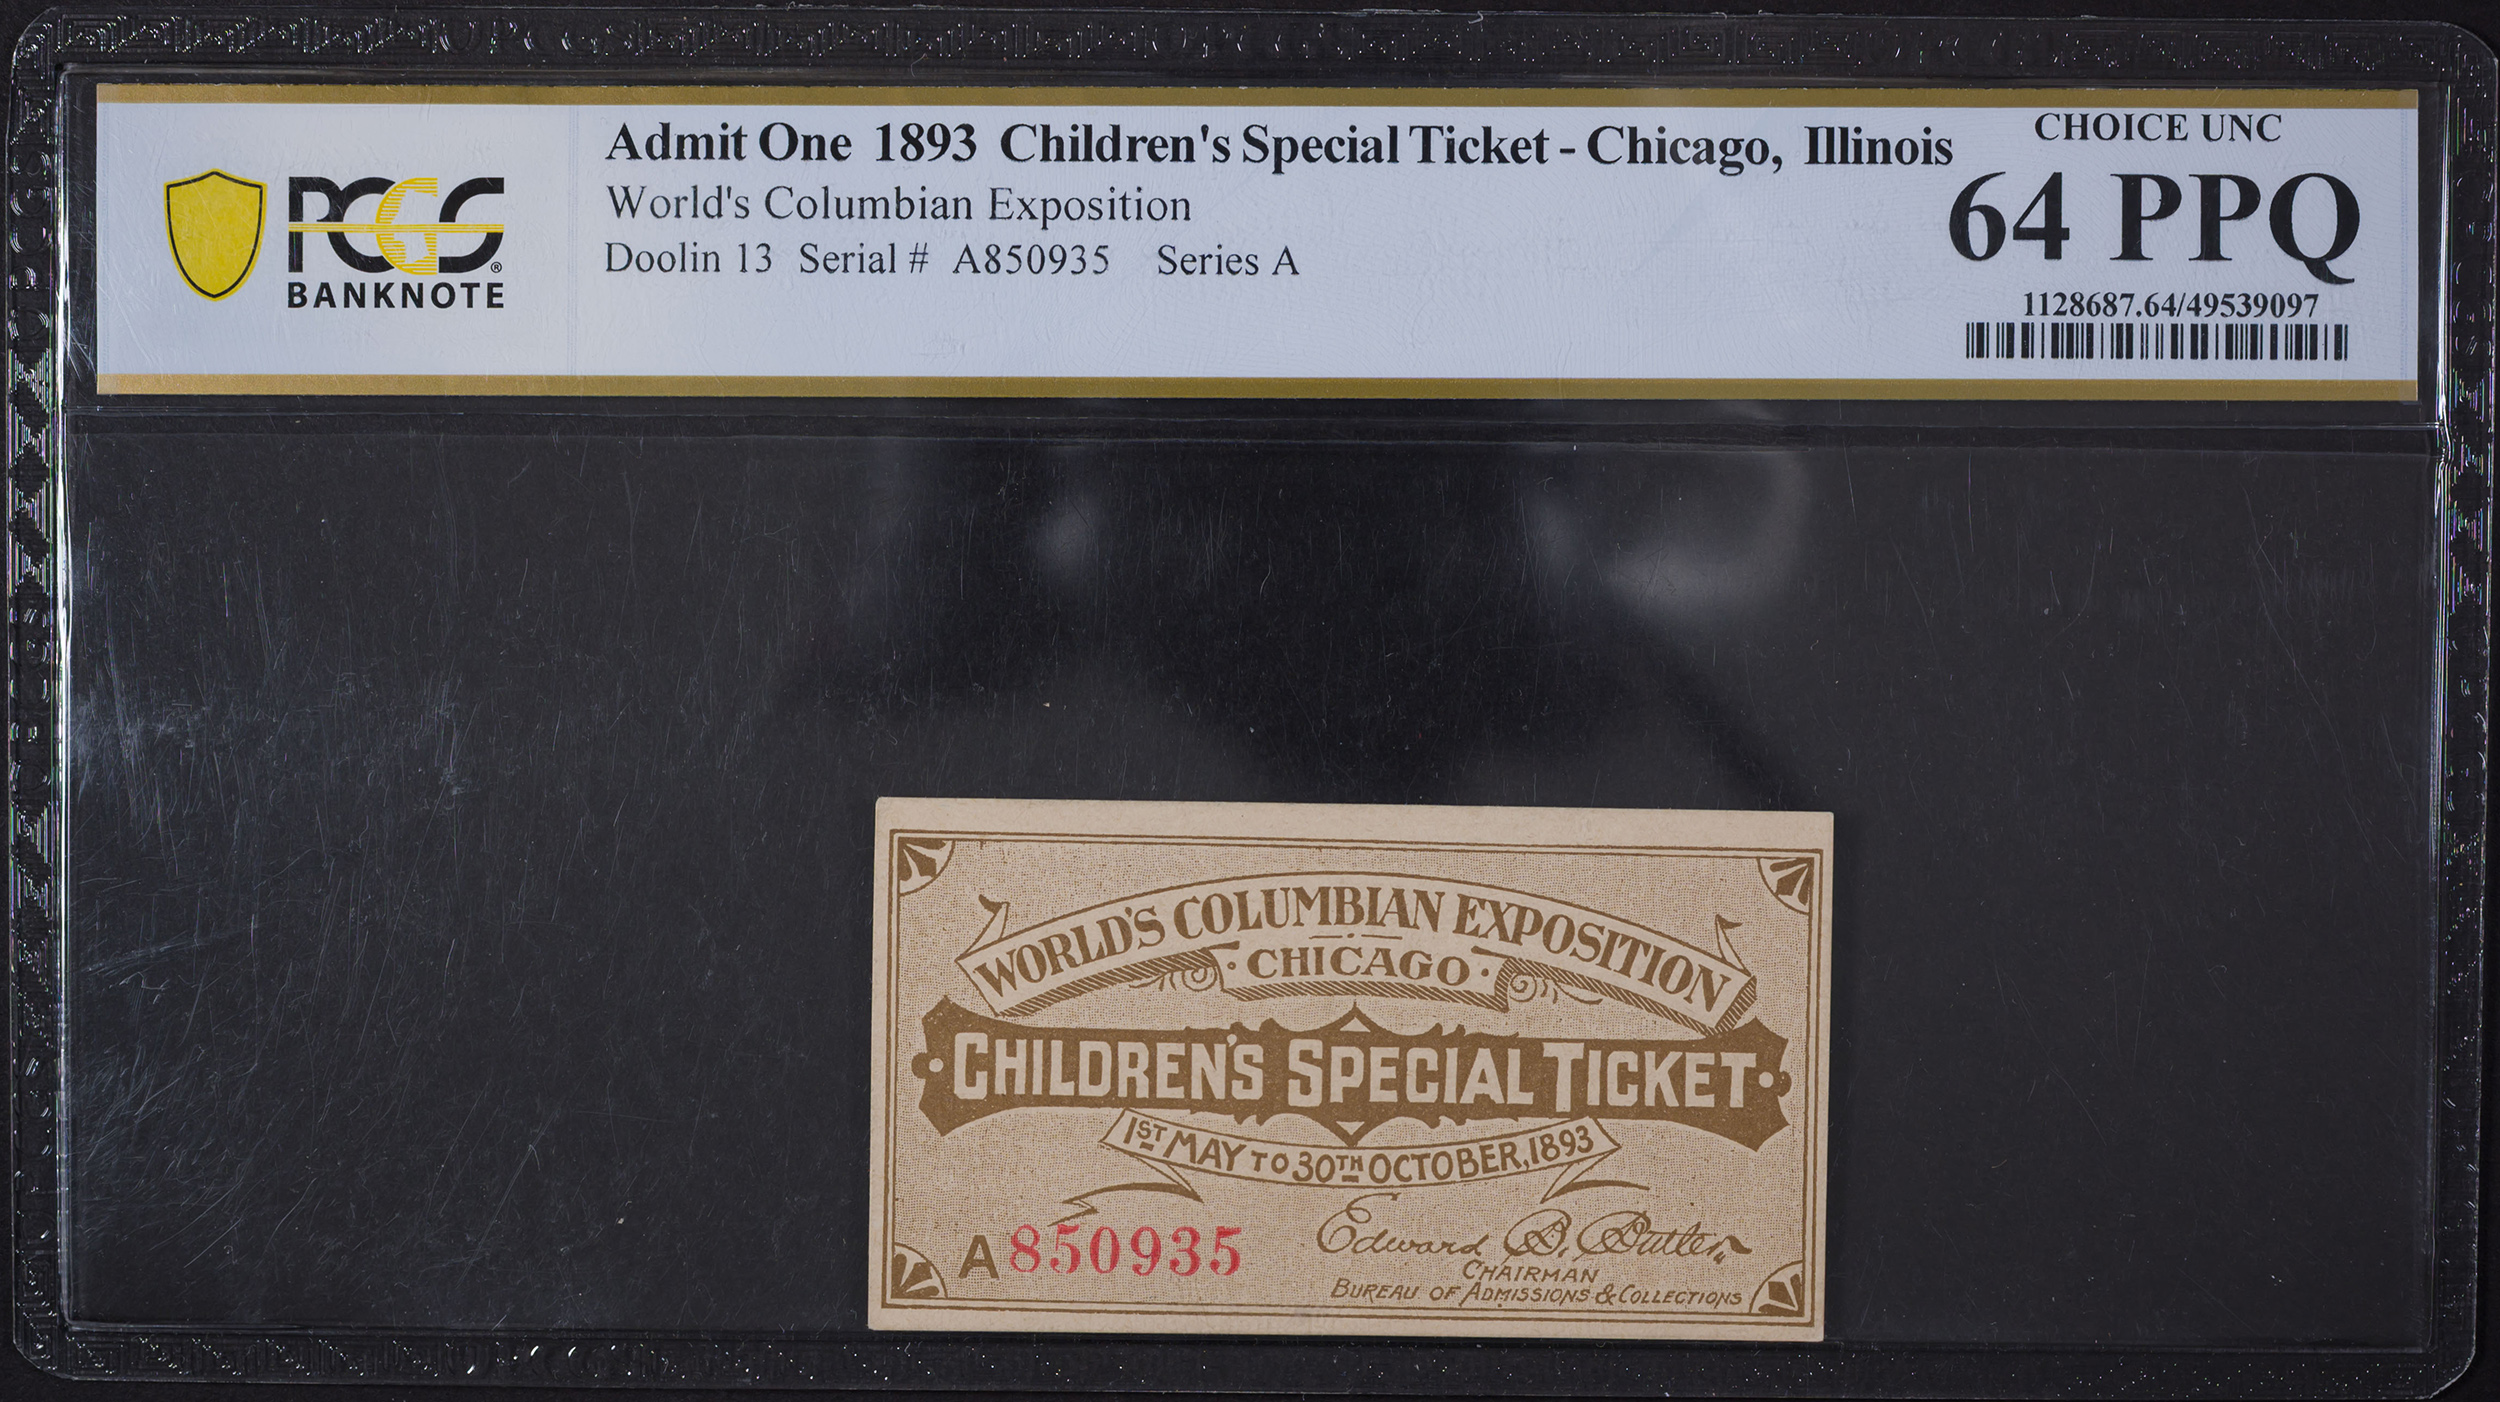 PCGS®
BANKNOTE
Admit One 1893 Children's Special Ticket - Chicago, Illinois
World's Columbian Exposition
Doolin 13 Serial # A850935 Series A
CHOICE UNC
64 PPQ
1128687.64/49539097
WORLD'S COLUMBIAN EXPOSITION
· CHICAGO ·
· CHILDREN'S SPECIAL TICKET ·
1ST MAY TO 30TH OCTOBER, 1893
A850935
Edward B. Butler
CHAIRMAN
BUREAU OF ADMISSIONS & COLLECTIONS